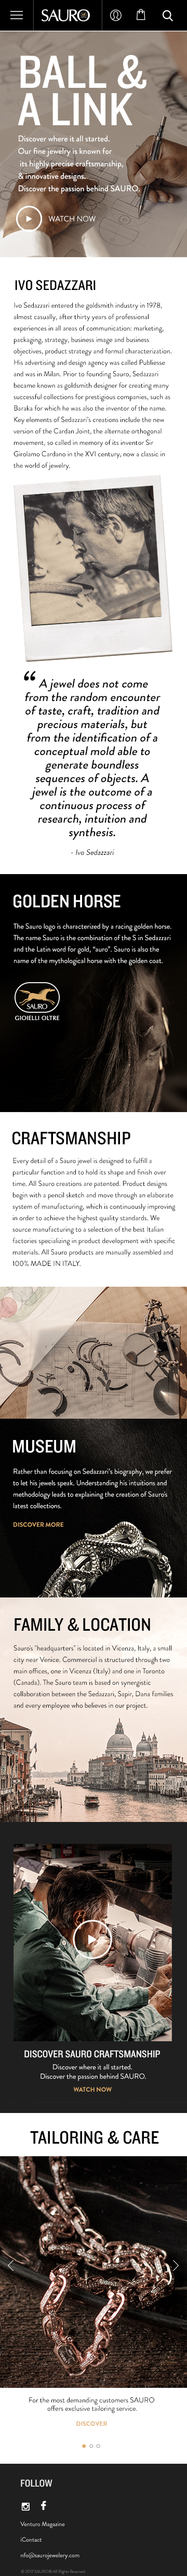 SAURO
BALL &
A LINK
Discover where it all started.
Our fine jewelry is known for
its highly precise craftsmanship,
& innovative designs.
Discover the passion behind SAURO.
WATCH NOW
IVO SEDAZZARI
Ivo Sedazzari entered the goldsmith industry in 1978,
almost casually, after thirty years of professional
experiences in all areas of communication: marketing,
packaging, strategy, business image and business
objectives, product strategy and formal characterization.
His advertising and design agency was called Publiesse
and was in Milan. Prior to founding Sauro, Sedazzari
became known as goldsmith designer for creating many
successful collections for prestigious companies, such as
Baraka for which he was also the inventor of the name.
Key elements of Sedazzari's creations include the new
version of the Cardan Joint, the alternate orthogonal
movement, so called in memory of its inventor Sir
Girolamo Cardano in the XVI century, now a classic in
the world of jewelry.
“ A jewel does not come
from the random encounter
of taste, craft, tradition and
precious materials, but
from the identification of a
conceptual mold able to
generate boundless
sequences of objects. A
jewel is the outcome of a
continuous process of
research, intuition and
synthesis.
- Ivo Sedazzari
GOLDEN HORSE
The Sauro logo is characterized by a racing golden horse.
The name Sauro is the combination of the S in Sedazzari
and the Latin word for gold, "auro". Sauro is also the
name of the mythological horse with the golden coat.
SAURO
GIOIELLI OLTRE
CRAFTSMANSHIP
Every detail of a Sauro jewel is designed to fulfill a
particular function and to hold its shape and finish over
time. All Sauro creations are patented. Product designs
begin with a pencil sketch and move through an elaborate
system of manufacturing, which is continuously improving
in order to achieve the highest quality standards. We
source manufacturing to a selection of the best Italian
factories specialising in product development with specific
materials. All Sauro products are manually assembled and
100% MADE IN ITALY.
MUSEUM
Rather than focusing on Sedazzari's biography, we prefer
to let his jewels speak. Understanding his intuitions and
methodology leads to explaining the creation of Sauro's
latest collections.
DISCOVER MORE
FAMILY & LOCATION
Sauro's "headquarters" is located in Vicenza, Italy, a small
city near Venice. Commercial is structured through two
main offices, one in Vicenza (Italy) and one in Toronto
(Canada). The Sauro team is based on synergistic
collaboration between the Sedazzari, Sapir, Dana families
and every employee who believes in our project.
DISCOVER SAURO CRAFTSMANSHIP
Discover where it all started.
Discover the passion behind SAURO.
WATCH NOW
TAILORING & CARE
For the most demanding customers SAURO
offers exclusive tailoring service.
DISCOVER
FOLLOW
Venturo Magazine
iContact
nfo@saurojewelery.com
© 2017 SAURO® All Rights Reserved.